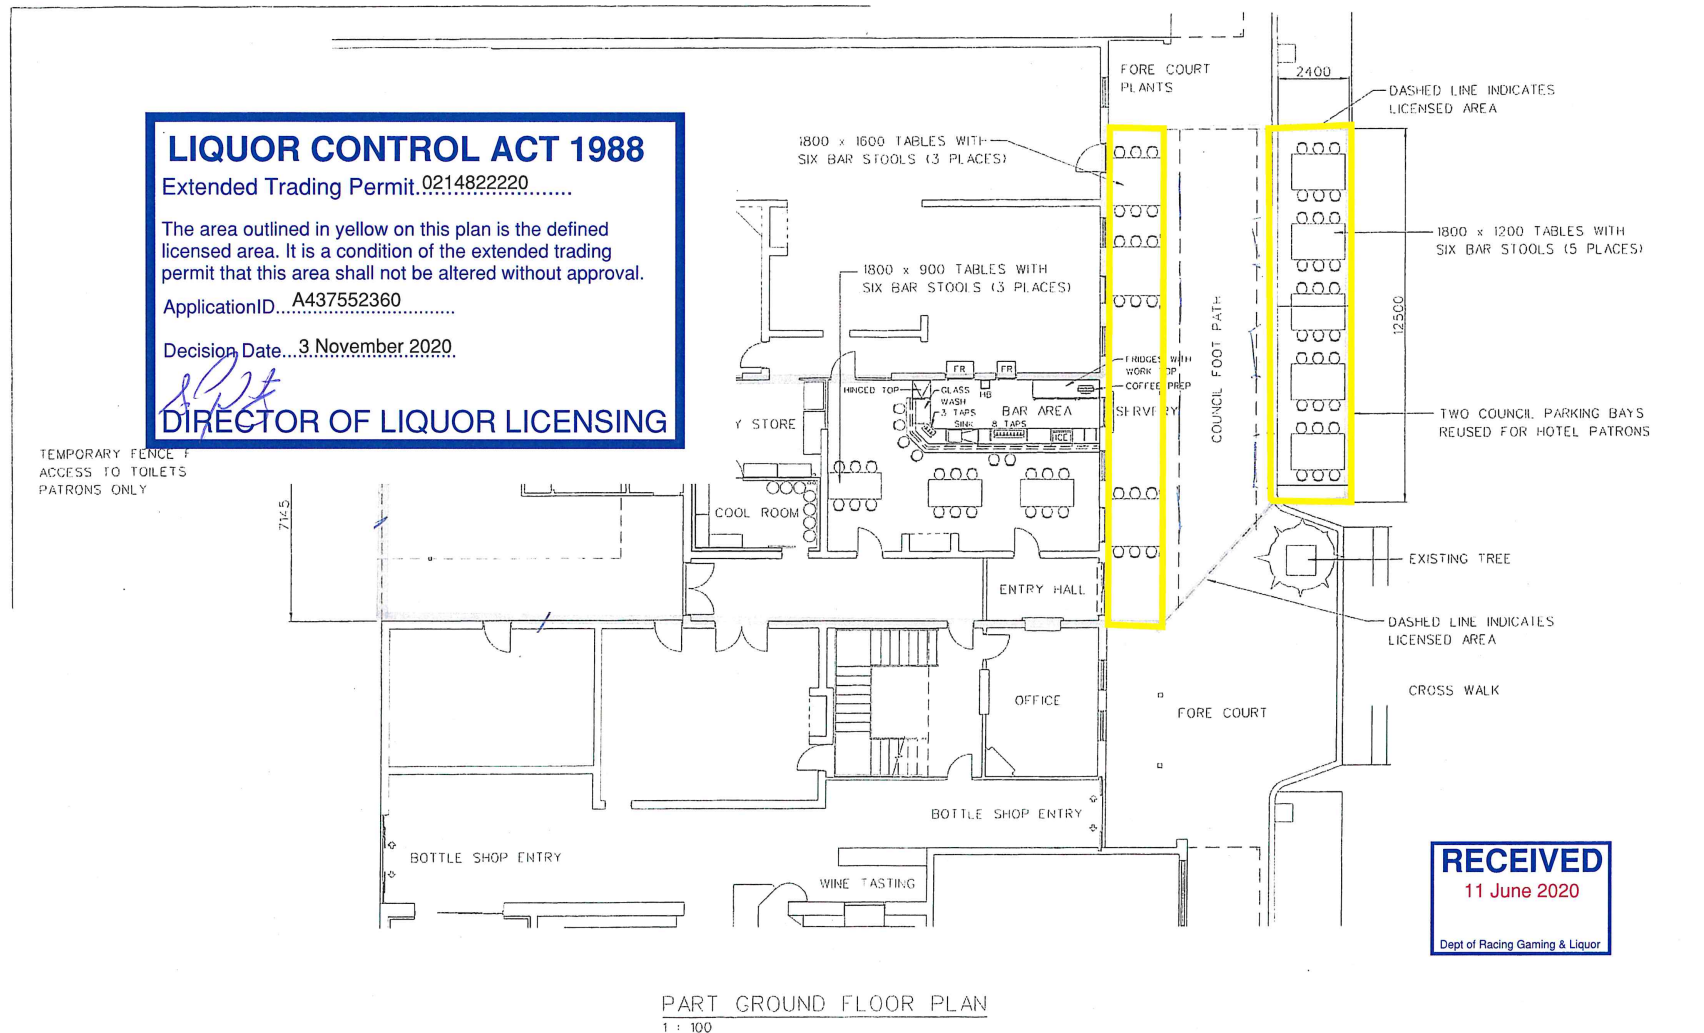 FORE COURT
PLANTS
2400
DASHED LINE INDICATES
LICENSED AREA
LIQUOR CONTROL ACT 1988
Extended Trading Permit.0214822220.......
The area outlined in yellow on this plan is the defined
licensed area. It is a condition of the extended trading
permit that this area shall not be altered without approval.
ApplicationID...A437552360...
Decision Date...3 November 2020.
DIRECTOR OF LIQUOR LICENSING
1800 x 1600 TABLES WITH
SIX BAR STOOLS (3 PLACES)
1800 x 900 TABLES WITH
SIX BAR STOOLS (3 PLACES)
1800 x 1200 TABLES WITH
SIX BAR STOOLS (5 PLACES)
12500
COUNCIL FOOT PATH
FR
FR
FRIDGES WITH
WORK TOP
COFFEE PREP
HINGED TOP
GLASS
WASH
HB
3 TAPS
SINK
8 TAPS
BAR AREA
ICE
SERVERY
Y STORE
TWO COUNCIL PARKING BAYS
REUSED FOR HOTEL PATRONS
TEMPORARY FENCE
ACCESS TO TOILETS
PATRONS ONLY
7145
COOL ROOM
EXISTING TREE
ENTRY HALL
DASHED LINE INDICATES
LICENSED AREA
CROSS WALK
OFFICE
FORE COURT
BOTTLE SHOP ENTRY
BOTTLE SHOP ENTRY
WINE TASTING
RECEIVED
11 June 2020
Dept of Racing Gaming & Liquor
PART GROUND FLOOR PLAN
1 : 100